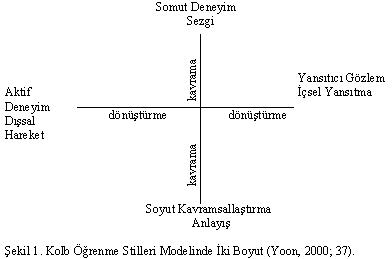 Somut Deneyim
Sezgi
kavrama
Aktif
Deneyim
Dışsal
Hareket
Yansıtıcı Gözlem
İçsel Yansıtma
dönüştürme
dönüştürme
kavrama
Soyut Kavramsallaştırma
Anlayış
Şekil 1. Kolb Öğrenme Stilleri Modelinde İki Boyut (Yoon, 2000; 37).